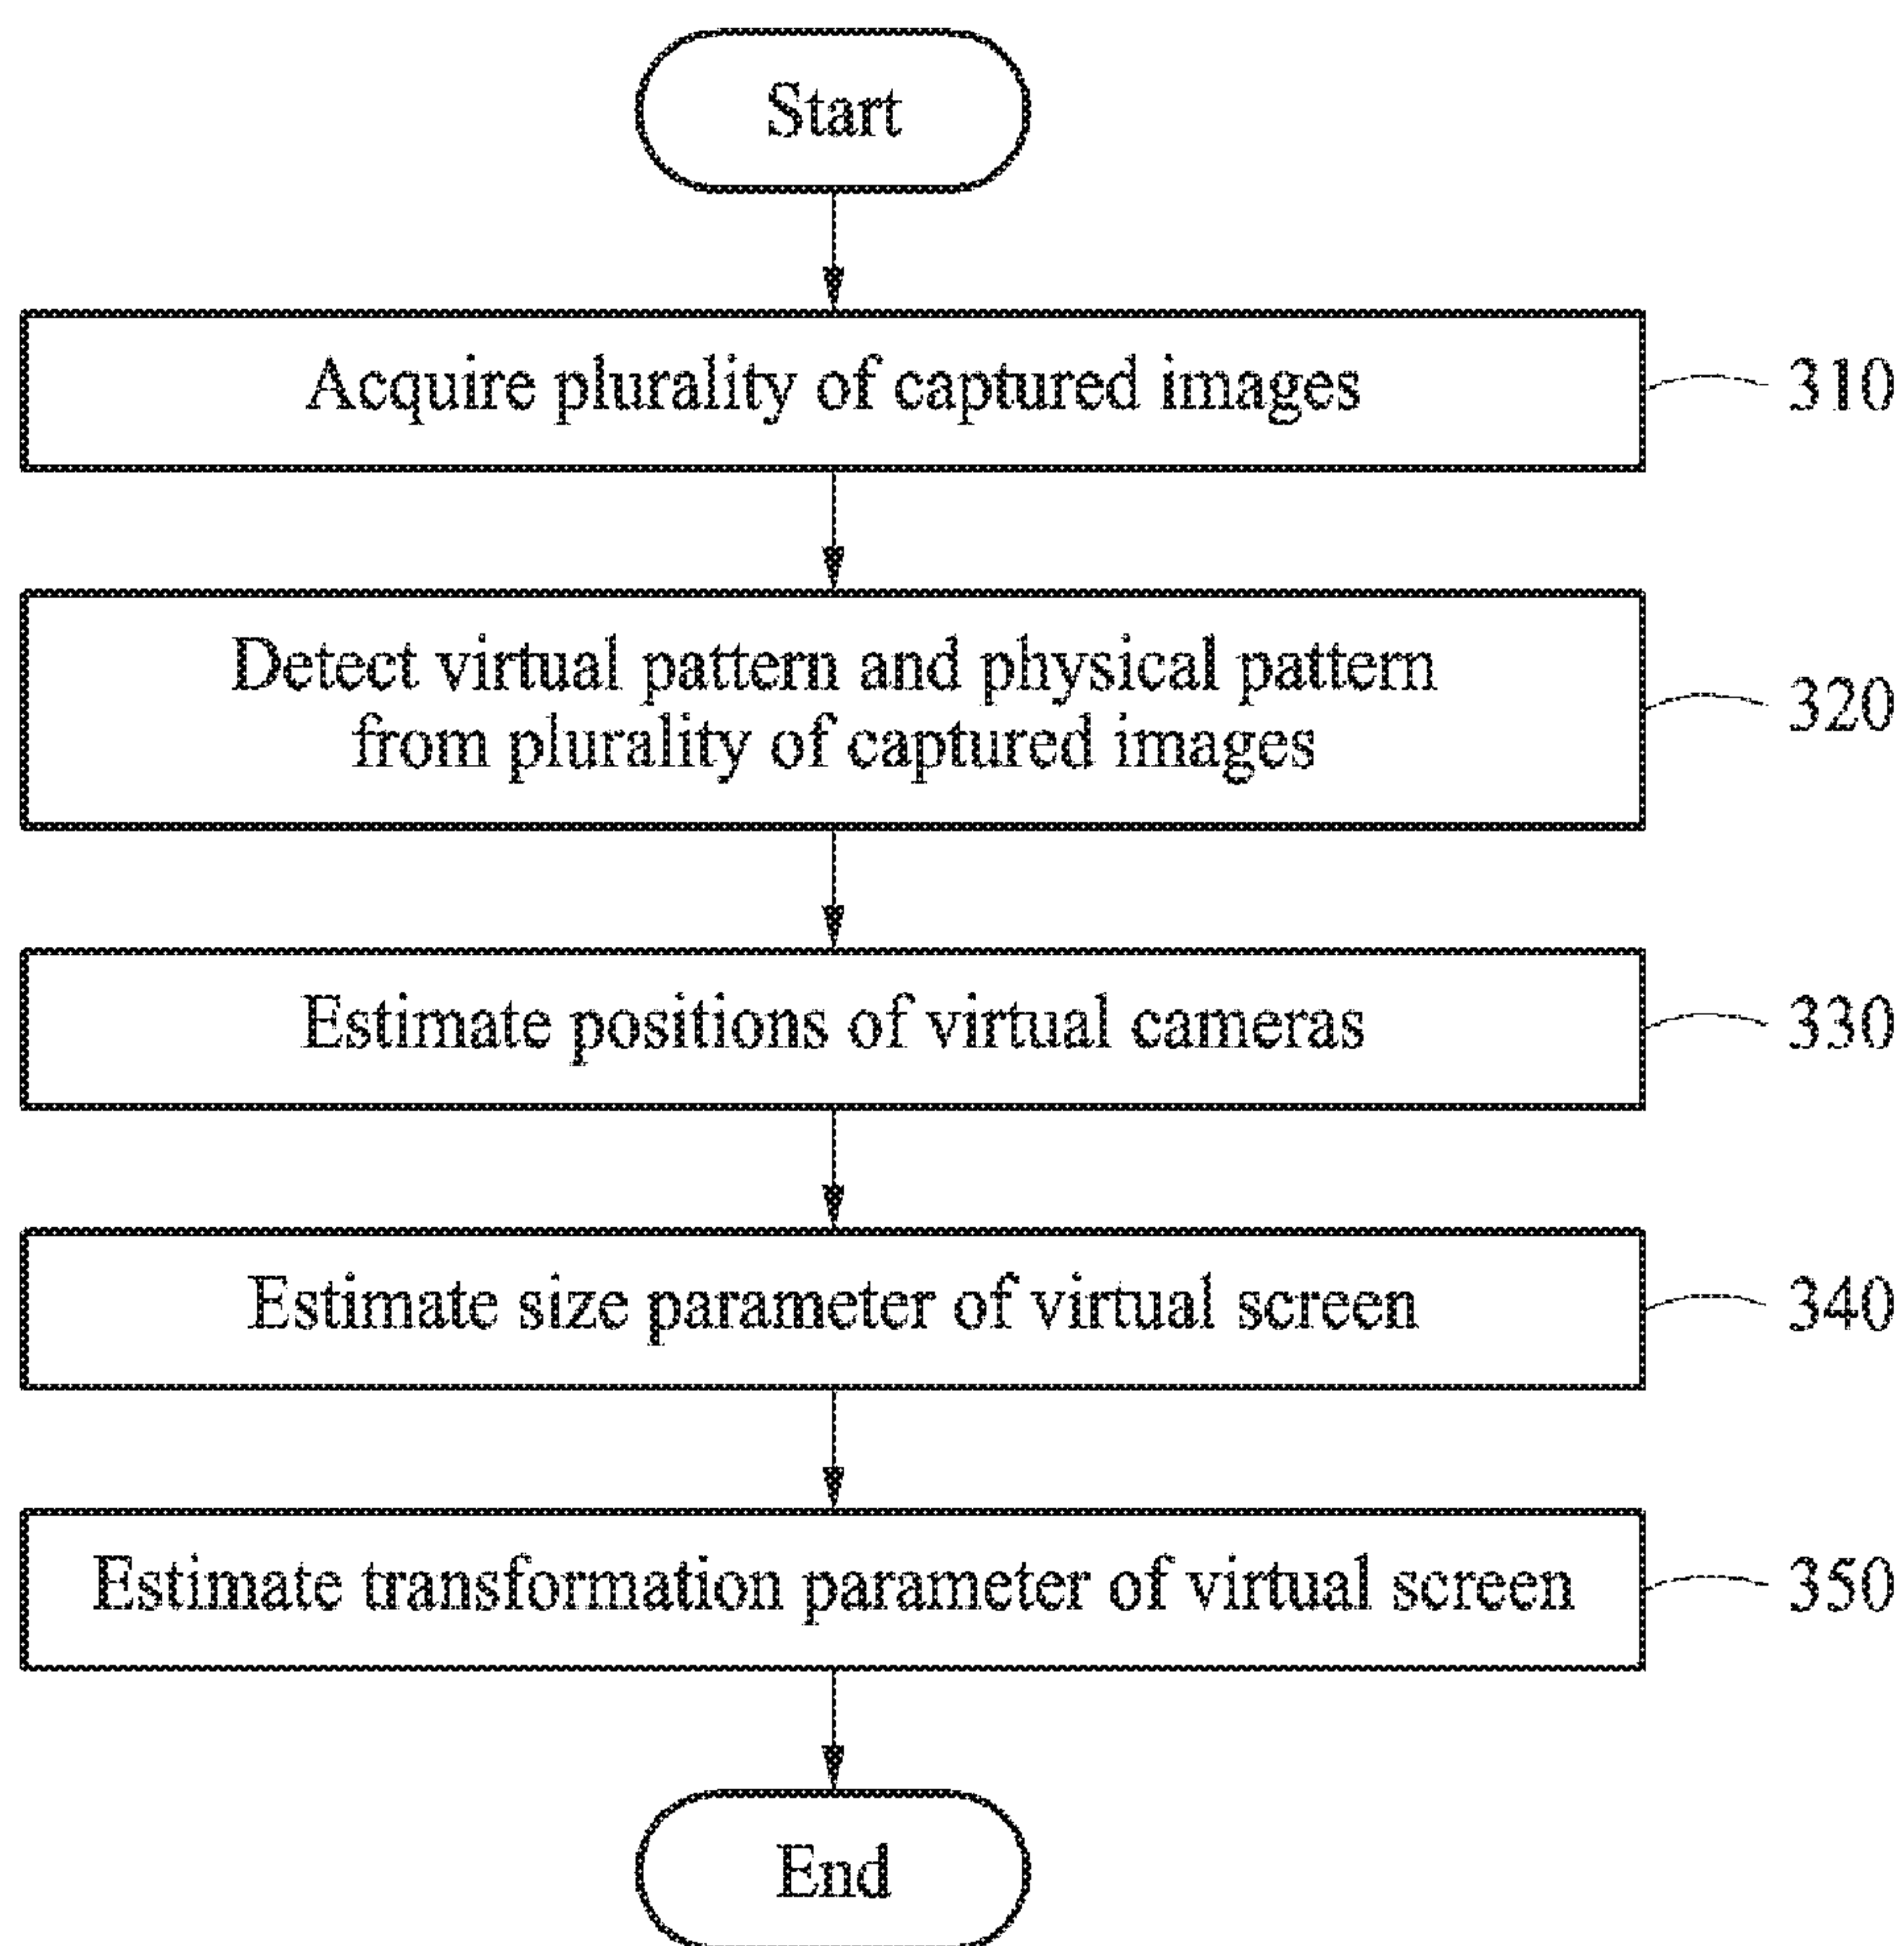 Start
Acquire plurality of captured images
310
Detect virtual pattern and physical pattern
from plurality of captured images
320
Estimate positions of virtual cameras
330
Estimate size parameter of virtual screen
340
Estimate transformation parameter of virtual screen
350
End